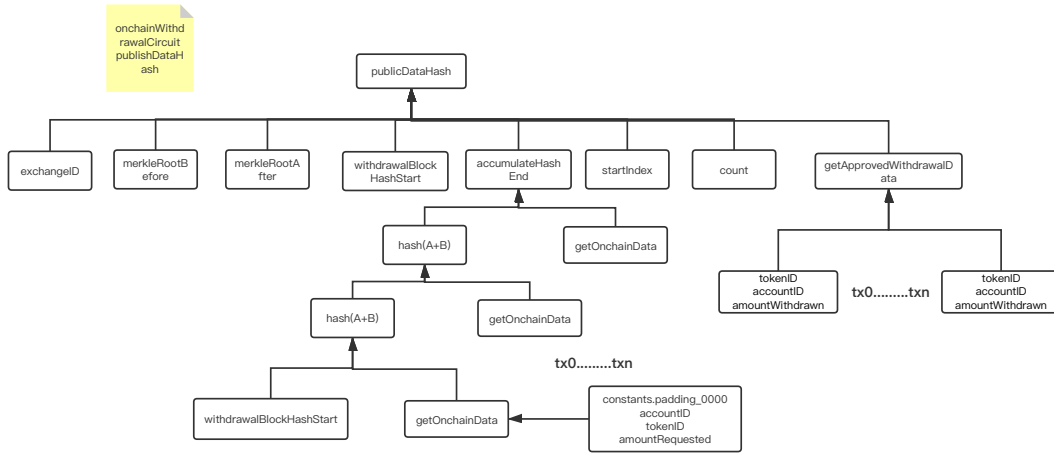 onchainWithd
rawalCircuit
publishDataH
ash
publicDataHash
exchangeID
merkleRootB
efore
merkleRootA
fter
withdrawalBlock
HashStart
accumulateHash
End
startIndex
count
getApprovedWithdrawalD
ata
hash(A+B)
getOnchainData
tokenID
accountID
amountWithdrawn
tx0.........txn
tokenID
accountID
amountWithdrawn
hash(A+B)
getOnchainData
tx0.........txn
withdrawalBlockHashStart
getOnchainData
constants.padding_0000
accountID
tokenID
amountRequested